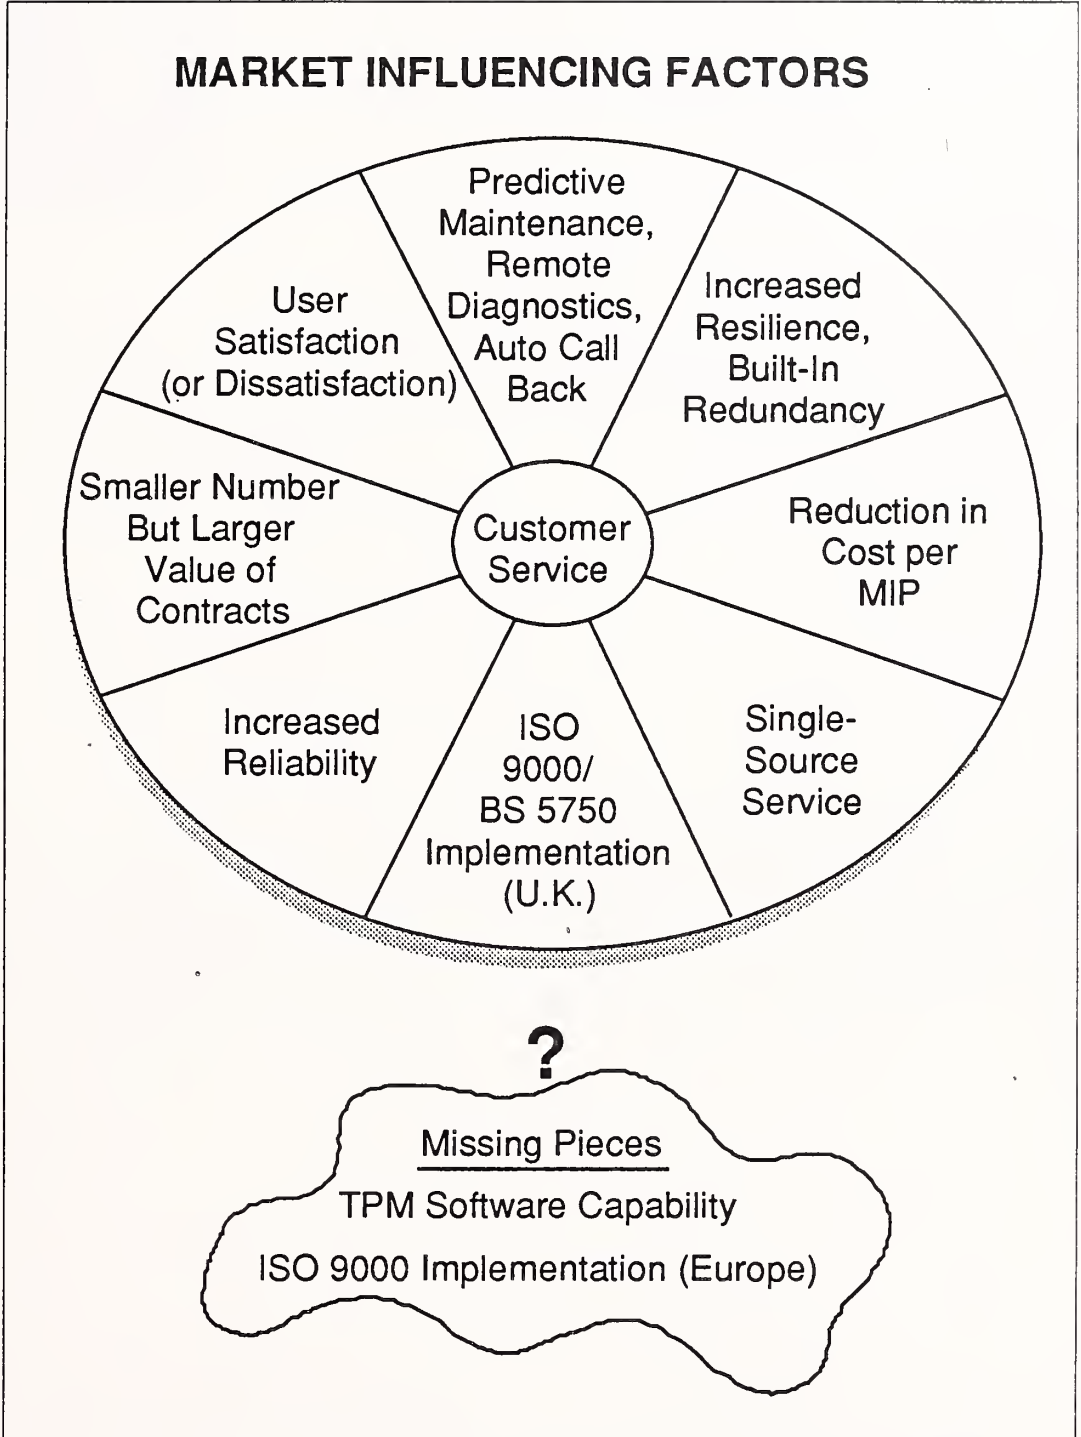 MARKET INFLUENCING FACTORS
Predictive
Maintenance,
Remote
Diagnostics,
Auto Call
Back
Increased
Resilience,
Built-In
Redundancy
Reduction in
Cost per
MIP
Single-
Source
Service
ISO
9000/
BS 5750
Implementation
(U.K.)
Increased
Reliability
Smaller Number
But Larger
Value of
Contracts
User
Satisfaction
(or Dissatisfaction)
Customer
Service
?
Missing Pieces
TPM Software Capability
ISO 9000 Implementation (Europe)